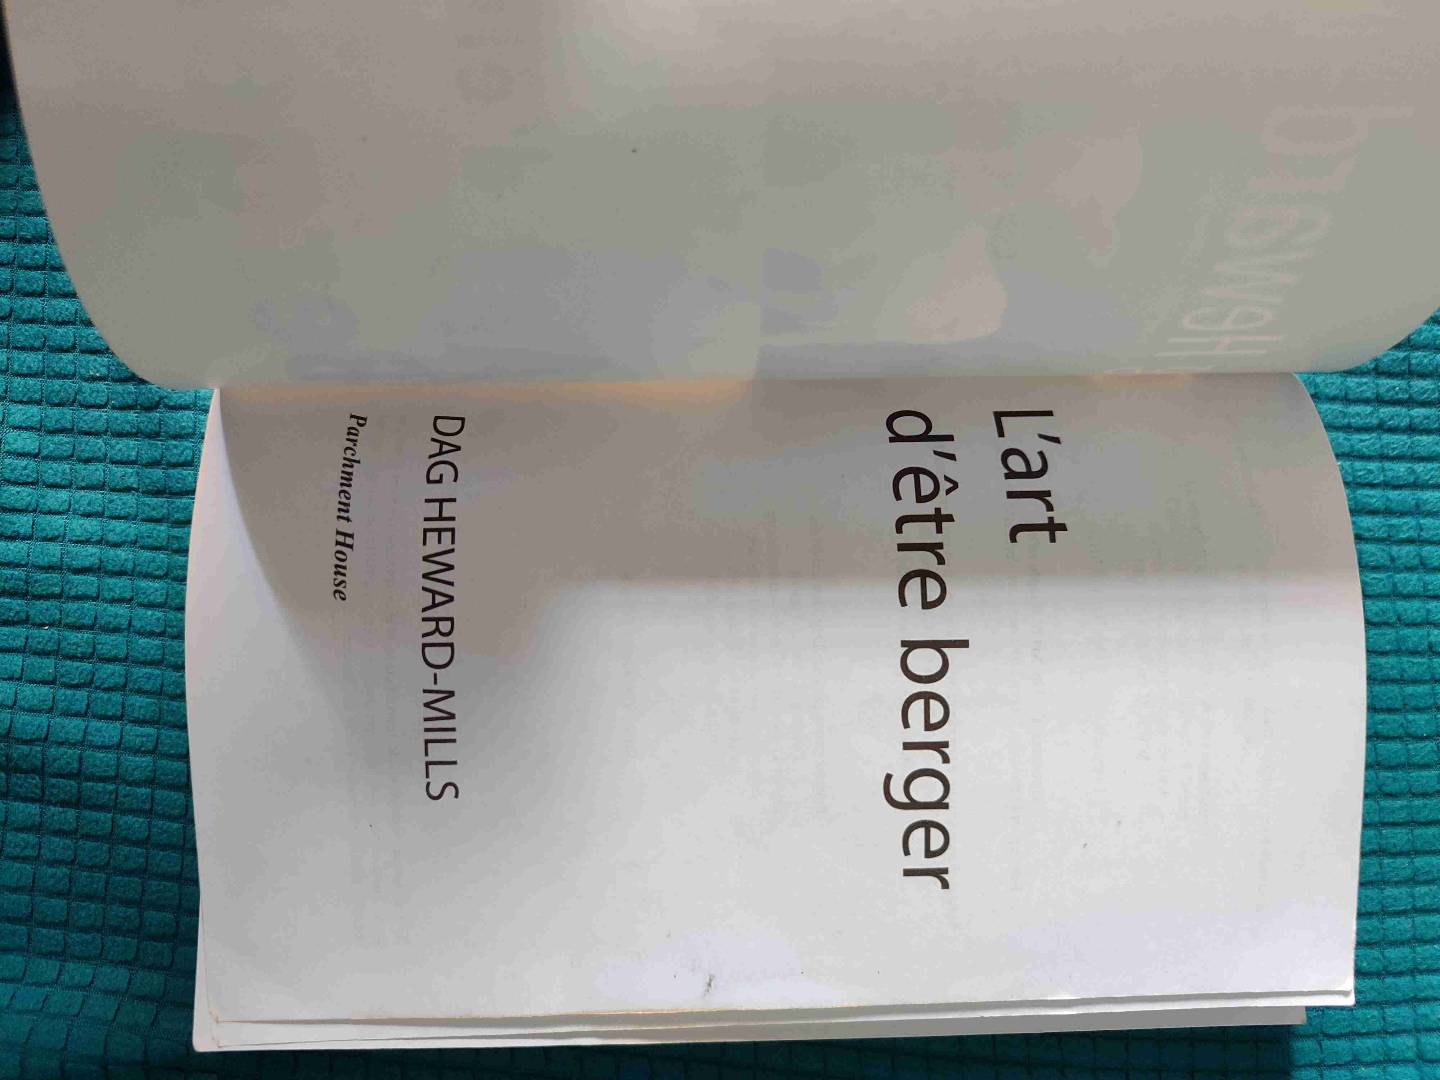 L'art
d'être berger
DAG HEWARD-MILLS
Parchment House